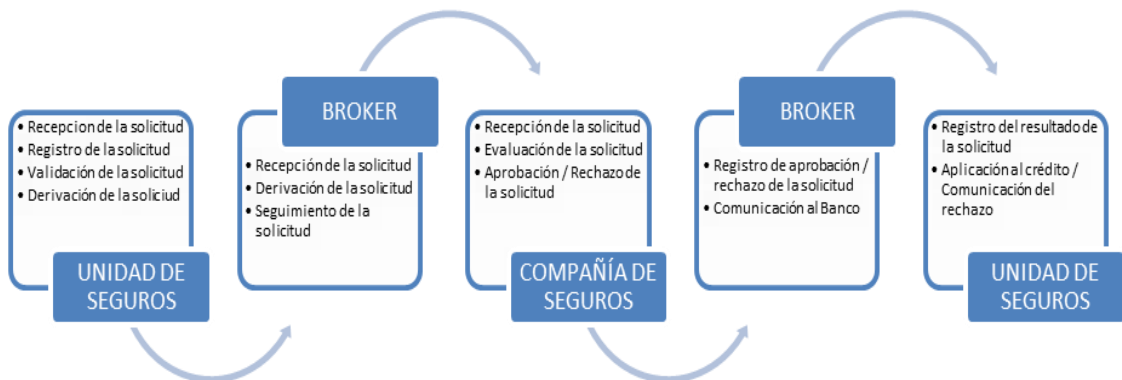 • Recepcion de la solicitud
• Registro de la solicitud
• Validación de la solicitud
• Derivación de la soliciud
UNIDAD DE
SEGUROS
BROKER
• Recepción de la solicitud
• Derivación de la solicitud
• Seguimiento de la
solicitud
• Recepción de la solicitud
• Evaluación de la solicitud
• Aprobación / Rechazo de
la solicitud
COMPAÑÍA DE
SEGUROS
BROKER
• Registro de aprobación /
rechazo de la solicitud
• Comunicación al Banco
• Registro del resultado de
la solicitud
• Aplicación al crédito /
Comunicación del
rechazo
UNIDAD DE
SEGUROS